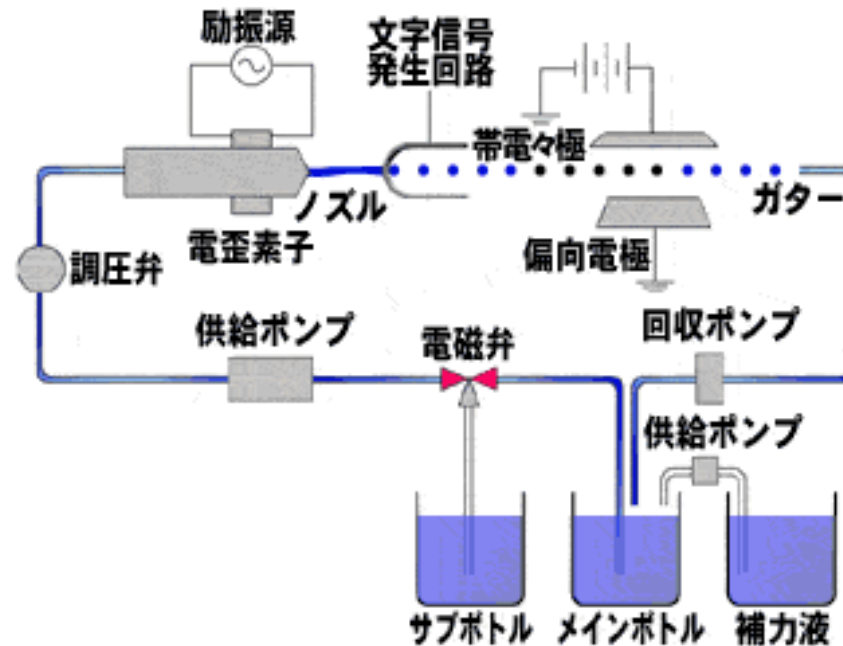 励振源
文字信号
発生回路
帯電々極
ノズル
ガター
電歪素子
偏向電極
調圧弁
供給ポンプ
電磁弁
回収ポンプ
供給ポンプ
サブボトル
メインボトル
補力液